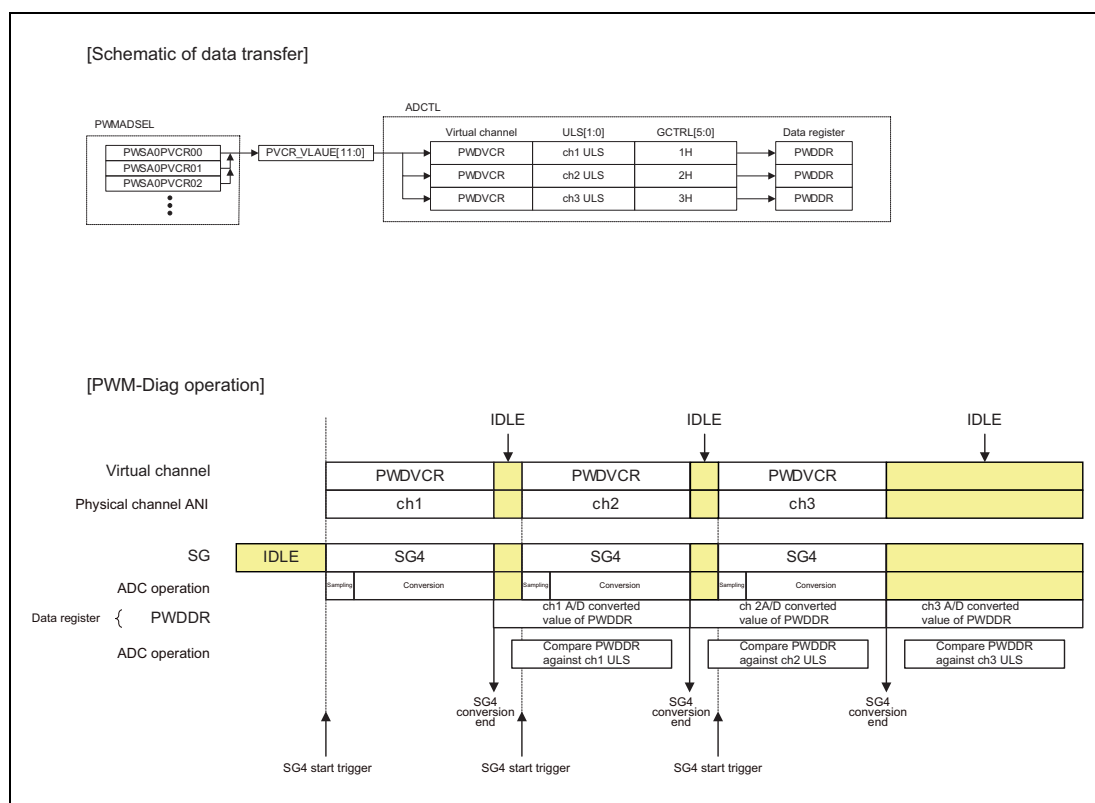 [Schematic of data transfer]
ADCTL
PWMADSEL
Virtual channel ULS[1:0] GCTRL[5:0] Data register
PWSA0PVCR00 PVCR_VLAUE[11:0] PWDVCR ch1 ULS 1H PWDDR
PWSA0PVCR01 PWDVCR ch2 ULS 2H PWDDR
PWSA0PVCR02 PWDVCR ch3 ULS 3H PWDDR
[PWM-Diag operation]
IDLE IDLE IDLE
Virtual channel PWDVCR PWDVCR PWDVCR
Physical channel ANI ch1 ch2 ch3
SG IDLE SG4 SG4 SG4
ADC operation Sampling Conversion Sampling Conversion Sampling Conversion
Data register { PWDDR
ch1 A/D converted
value of PWDDR
ch 2A/D converted
value of PWDDR
ch3 A/D converted
value of PWDDR
ADC operation
Compare PWDDR
against ch1 ULS
Compare PWDDR
against ch2 ULS
Compare PWDDR
against ch3 ULS
SG4
conversion
end
SG4
conversion
end
SG4
conversion
end
SG4 start trigger SG4 start trigger SG4 start trigger